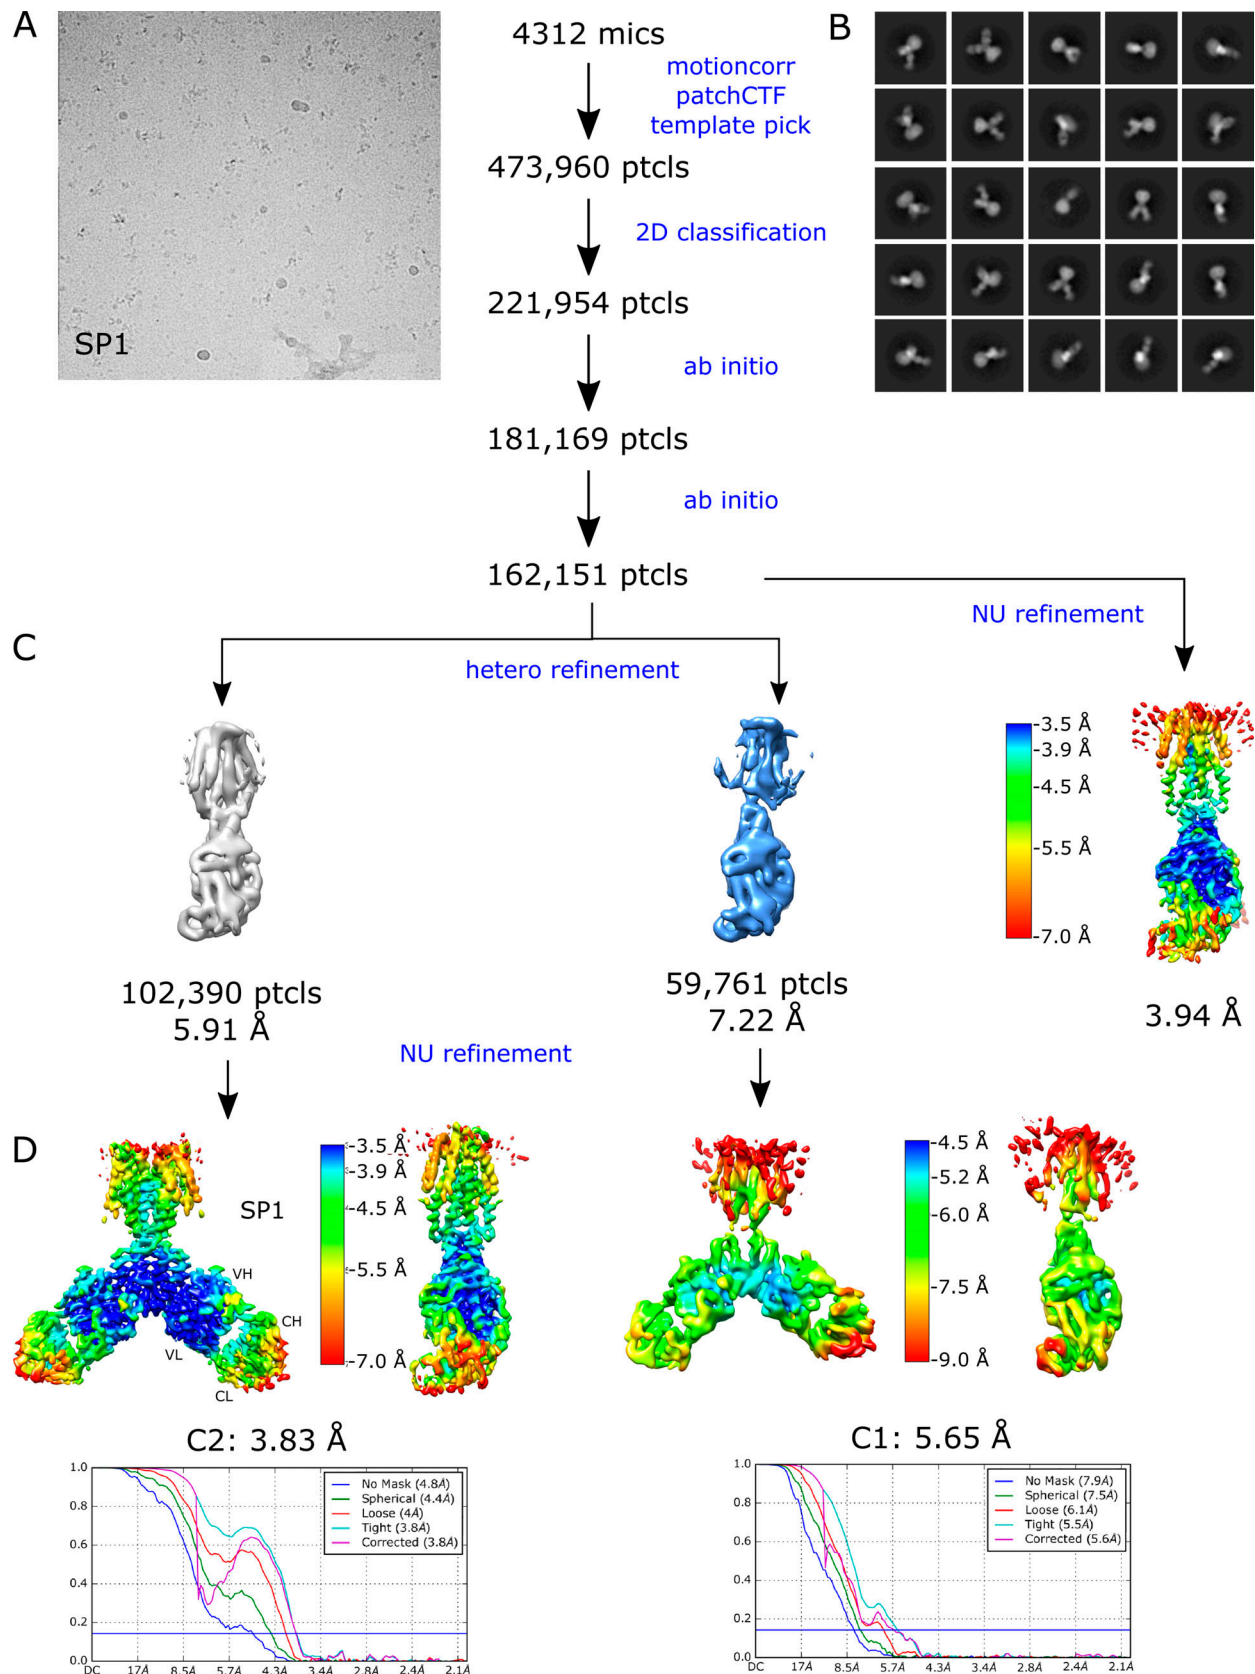 A
SP1
4312 mics
motioncorr
patchCTF
template pick
473,960 ptcls
2D classification
221,954 ptcls
ab initio
181,169 ptcls
ab initio
162,151 ptcls
B
NU refinement
C
hetero refinement
-3.5 Å
-3.9 Å
-4.5 Å
-5.5 Å
-7.0 Å
102,390 ptcls
5.91 Å
59,761 ptcls
7.22 Å
3.94 Å
NU refinement
D
SP1
VH
CH
VL
CL
-3.5 Å
-3.9 Å
-4.5 Å
-5.5 Å
-7.0 Å
-4.5 Å
-5.2 Å
-6.0 Å
-7.5 Å
-9.0 Å
C2: 3.83 Å
1.0
0.8
0.6
0.4
0.2
0.0
No Mask (4.8Å)
Spherical (4.4Å)
Loose (4Å)
Tight (3.8Å)
Corrected (3.8Å)
DC 17Å 8.5Å 5.7Å 4.3Å 3.4Å 2.8Å 2.4Å 2.1Å
C1: 5.65 Å
1.0
0.8
0.6
0.4
0.2
0.0
No Mask (7.9Å)
Spherical (7.5Å)
Loose (6.1Å)
Tight (5.5Å)
Corrected (5.6Å)
DC 17Å 8.5Å 5.7Å 4.3Å 3.4Å 2.8Å 2.4Å 2.1Å